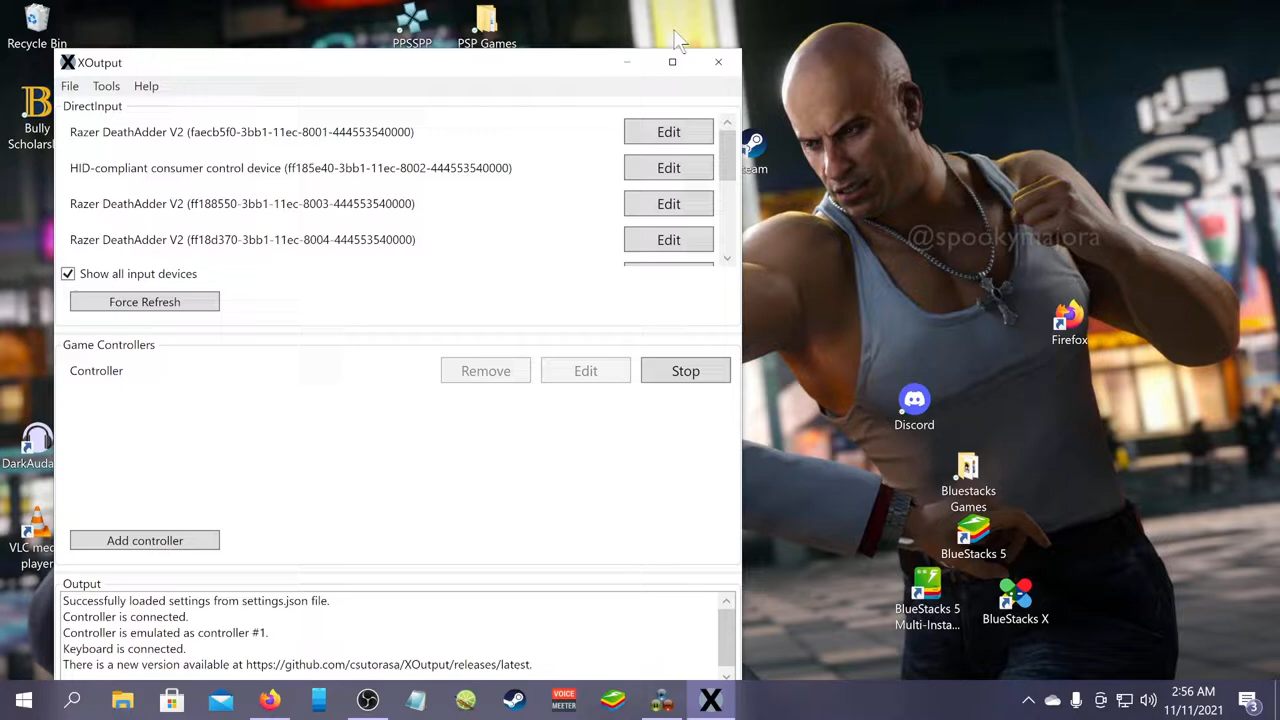 Recycle Bin
PPSSPP
PSP Games
XOutput
File Tools Help
DirectInput
Razer DeathAdder V2 (faecb5f0-3bb1-11ec-8001-444553540000) Edit
HID-compliant consumer control device (ff185e40-3bb1-11ec-8002-444553540000) Edit
Razer DeathAdder V2 (ff188550-3bb1-11ec-8003-444553540000) Edit
Razer DeathAdder V2 (ff18d370-3bb1-11ec-8004-444553540000) Edit
Show all input devices
Force Refresh
Game Controllers
Controller Remove Edit Stop
Add controller
Output
Successfully loaded settings from settings.json file.
Controller is connected.
Controller is emulated as controller #1.
Keyboard is connected.
There is a new version available at https://github.com/csutorasa/XOutput/releases/latest.
Bully
Scholarsh
DarkAuda
VLC med
player
eam
@spookymajora
Firefox
Discord
Bluestacks
Games
BlueStacks 5
BlueStacks 5
Multi-Insta...
BlueStacks X
VOICE
MEETER
2:56 AM
11/11/2021
3